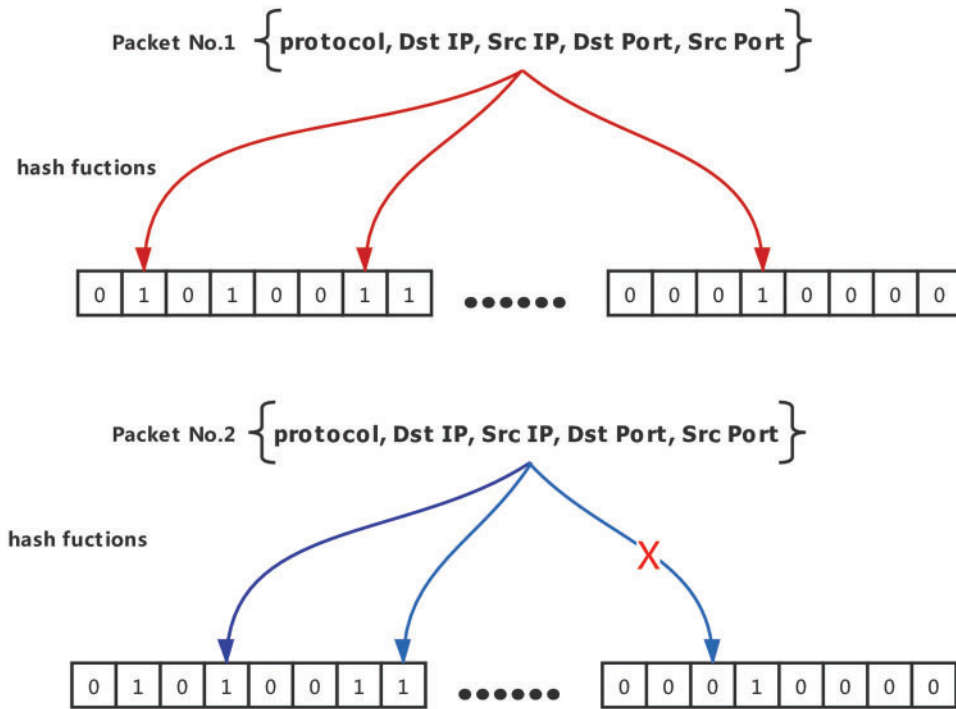 Packet No.1 {protocol, Dst IP, Src IP, Dst Port, Src Port}
hash fuctions
0 1 0 1 0 0 1 1 ...... 0 0 0 1 0 0 0 0
Packet No.2 {protocol, Dst IP, Src IP, Dst Port, Src Port}
hash fuctions
X
0 1 0 1 0 0 1 1 ...... 0 0 0 1 0 0 0 0